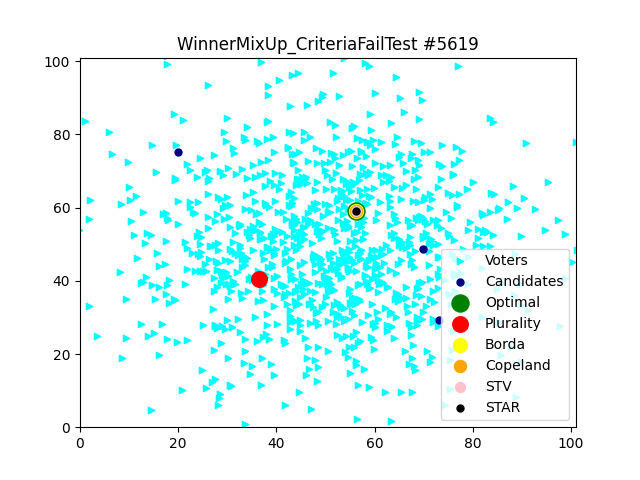 WinnerMixUp_CriteriaFailTest #5619
100
80
60
40
20
0
0 20 40 60 80 100
Voters
Candidates
Optimal
Plurality
Borda
Copeland
STV
STAR